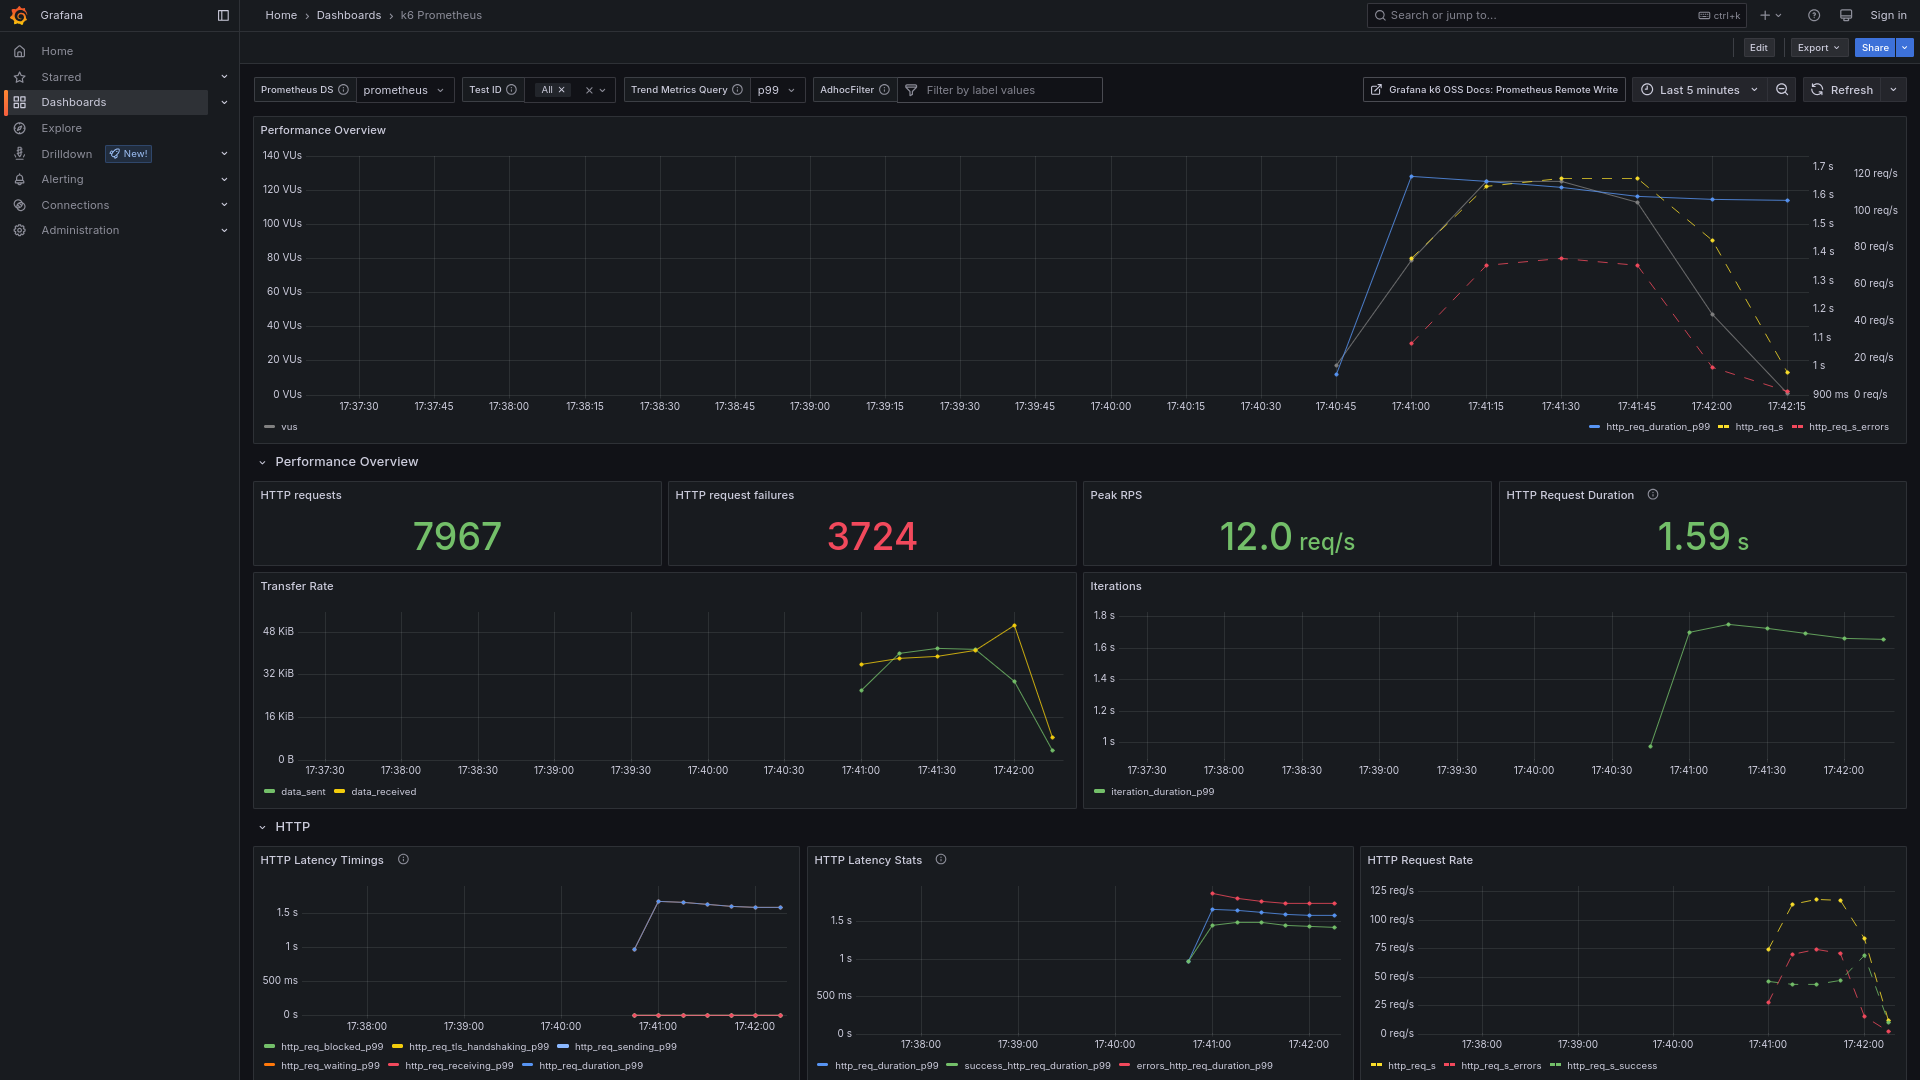 Grafana
Home
Starred
Dashboards
Explore
Drilldown New!
Alerting
Connections
Administration
Home › Dashboards › k6 Prometheus
Search or jump to... ctrl+k
Sign in
Edit Export Share
Prometheus DS prometheus Test ID All Trend Metrics Query p99 AdhocFilter Filter by label values
Grafana k6 OSS Docs: Prometheus Remote Write Last 5 minutes Refresh
Performance Overview
140 VUs
120 VUs
100 VUs
80 VUs
60 VUs
40 VUs
20 VUs
0 VUs
1.7 s
1.6 s
1.5 s
1.4 s
1.3 s
1.2 s
1.1 s
1 s
900 ms
120 req/s
100 req/s
80 req/s
60 req/s
40 req/s
20 req/s
0 req/s
17:37:30 17:37:45 17:38:00 17:38:15 17:38:30 17:38:45 17:39:00 17:39:15 17:39:30 17:39:45 17:40:00 17:40:15 17:40:30 17:40:45 17:41:00 17:41:15 17:41:30 17:41:45 17:42:00 17:42:15
vus
http_req_duration_p99 http_req_s http_req_s_errors
Performance Overview
HTTP requests
7967
HTTP request failures
3724
Peak RPS
12.0 req/s
HTTP Request Duration
1.59 s
Transfer Rate
48 KiB
32 KiB
16 KiB
0 B
17:37:30 17:38:00 17:38:30 17:39:00 17:39:30 17:40:00 17:40:30 17:41:00 17:41:30 17:42:00
data_sent data_received
Iterations
1.8 s
1.6 s
1.4 s
1.2 s
1 s
17:37:30 17:38:00 17:38:30 17:39:00 17:39:30 17:40:00 17:40:30 17:41:00 17:41:30 17:42:00
iteration_duration_p99
HTTP
HTTP Latency Timings
1.5 s
1 s
500 ms
0 s
17:38:00 17:39:00 17:40:00 17:41:00 17:42:00
http_req_blocked_p99 http_req_tls_handshaking_p99 http_req_sending_p99
http_req_waiting_p99 http_req_receiving_p99 http_req_duration_p99
HTTP Latency Stats
1.5 s
1 s
500 ms
0 s
17:38:00 17:39:00 17:40:00 17:41:00 17:42:00
http_req_duration_p99 success_http_req_duration_p99 errors_http_req_duration_p99
HTTP Request Rate
125 req/s
100 req/s
75 req/s
50 req/s
25 req/s
0 req/s
17:38:00 17:39:00 17:40:00 17:41:00 17:42:00
http_req_s http_req_s_errors http_req_s_success